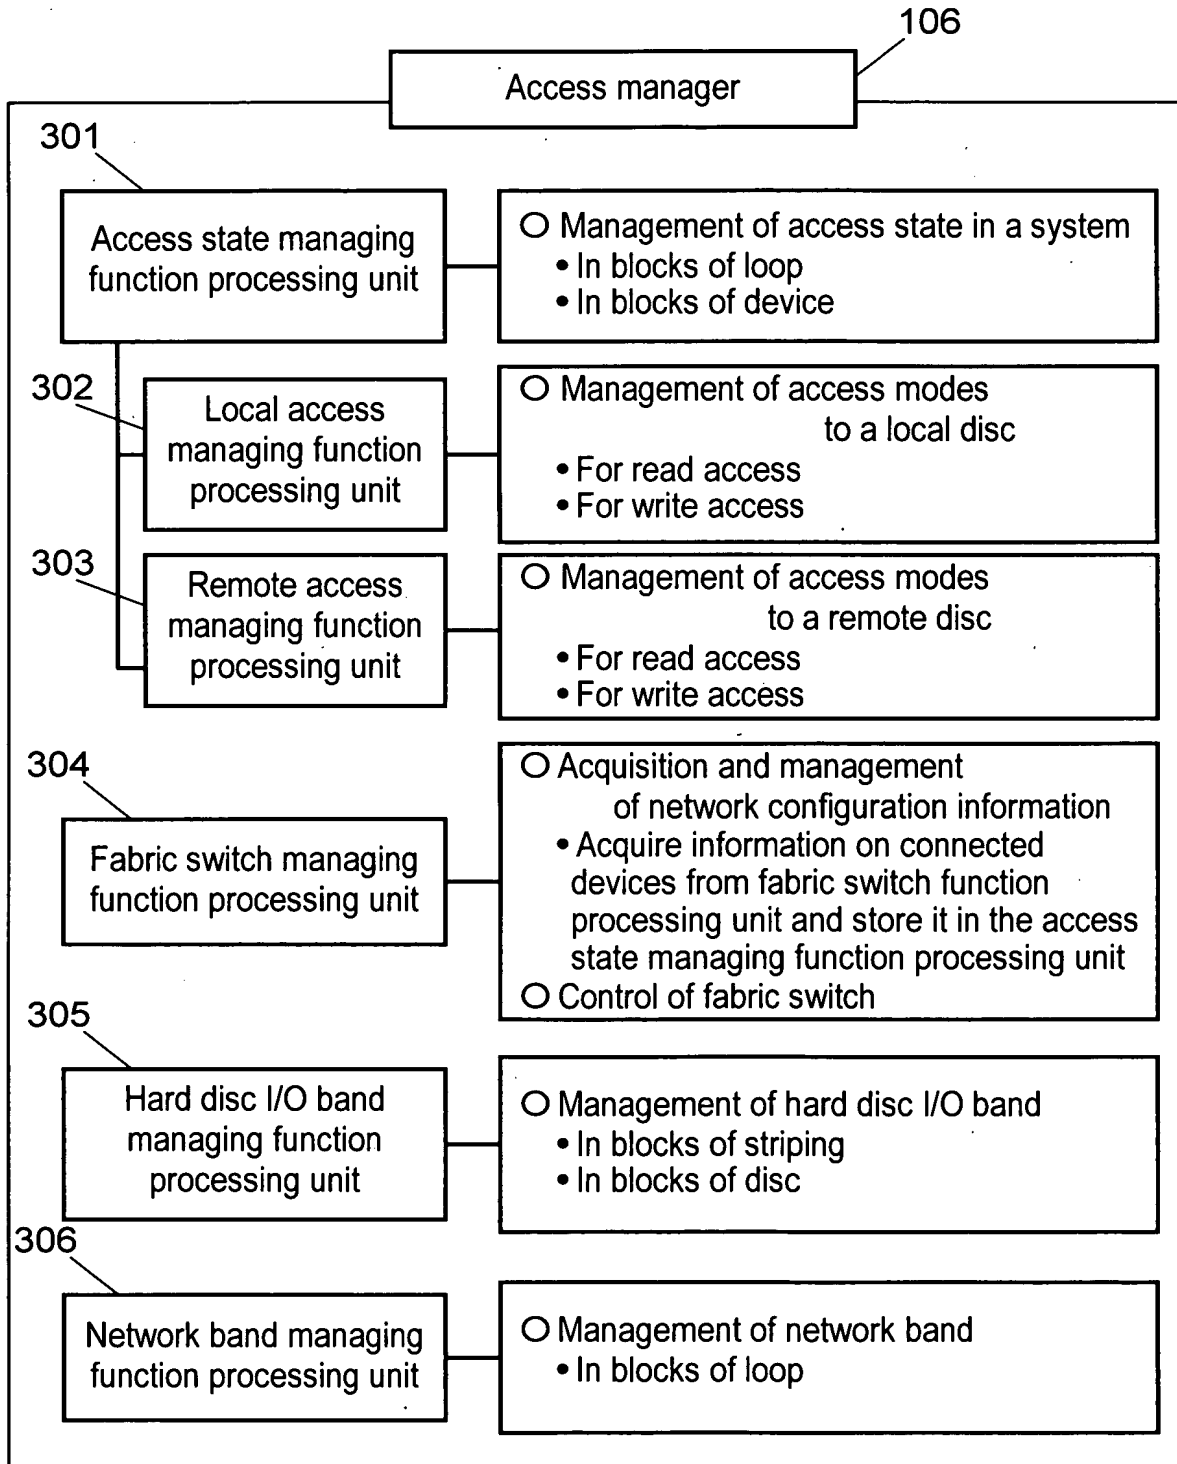 106
Access manager
301
Access state managing
function processing unit
○ Management of access state in a system
• In blocks of loop
• In blocks of device
302
Local access
managing function
processing unit
○ Management of access modes
to a local disc
• For read access
• For write access
303
Remote access
managing function
processing unit
○ Management of access modes
to a remote disc
• For read access
• For write access
304
Fabric switch managing
function processing unit
○ Acquisition and management
of network configuration information
• Acquire information on connected
devices from fabric switch function
processing unit and store it in the access
state managing function processing unit
○ Control of fabric switch
305
Hard disc I/O band
managing function
processing unit
○ Management of hard disc I/O band
• In blocks of striping
• In blocks of disc
306
Network band managing
function processing unit
○ Management of network band
• In blocks of loop